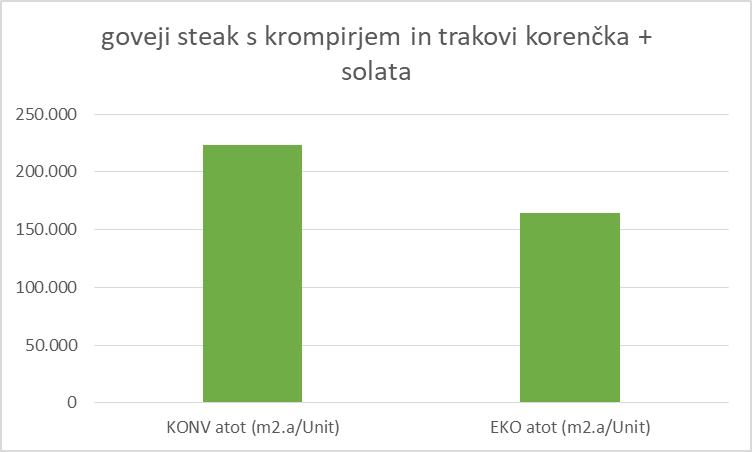 goveji steak s krompirjem in trakovi korenčka +
solata
250.000
200.000
150.000
100.000
50.000
0
KONV atot (m2.a/Unit)
EKO atot (m2.a/Unit)